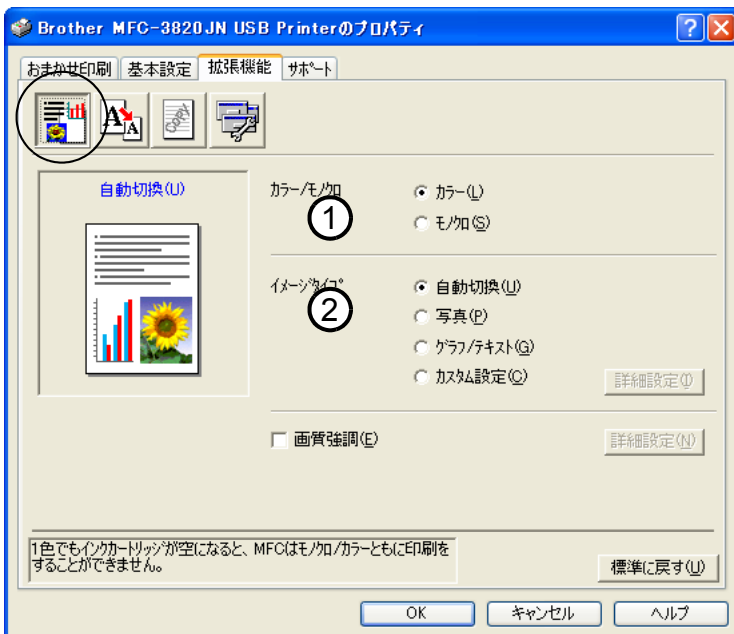 Brother MFC-3820JN USB Printerのプロパティ
おまかせ印刷 基本設定 拡張機能 サポート
自動切換(U)
カラー/モノクロ
1
カラー(L)
モノクロ(S)
イメージタイプ
2
自動切換(U)
写真(P)
グラフ/テキスト(G)
カスタム設定(C)
詳細設定(I)
画質強調(E)
詳細設定(N)
1色でもインクカートリッジが空になると、MFCはモノクロ/カラーともに印刷を
することができません。
標準に戻す(U)
OK キャンセル ヘルプ